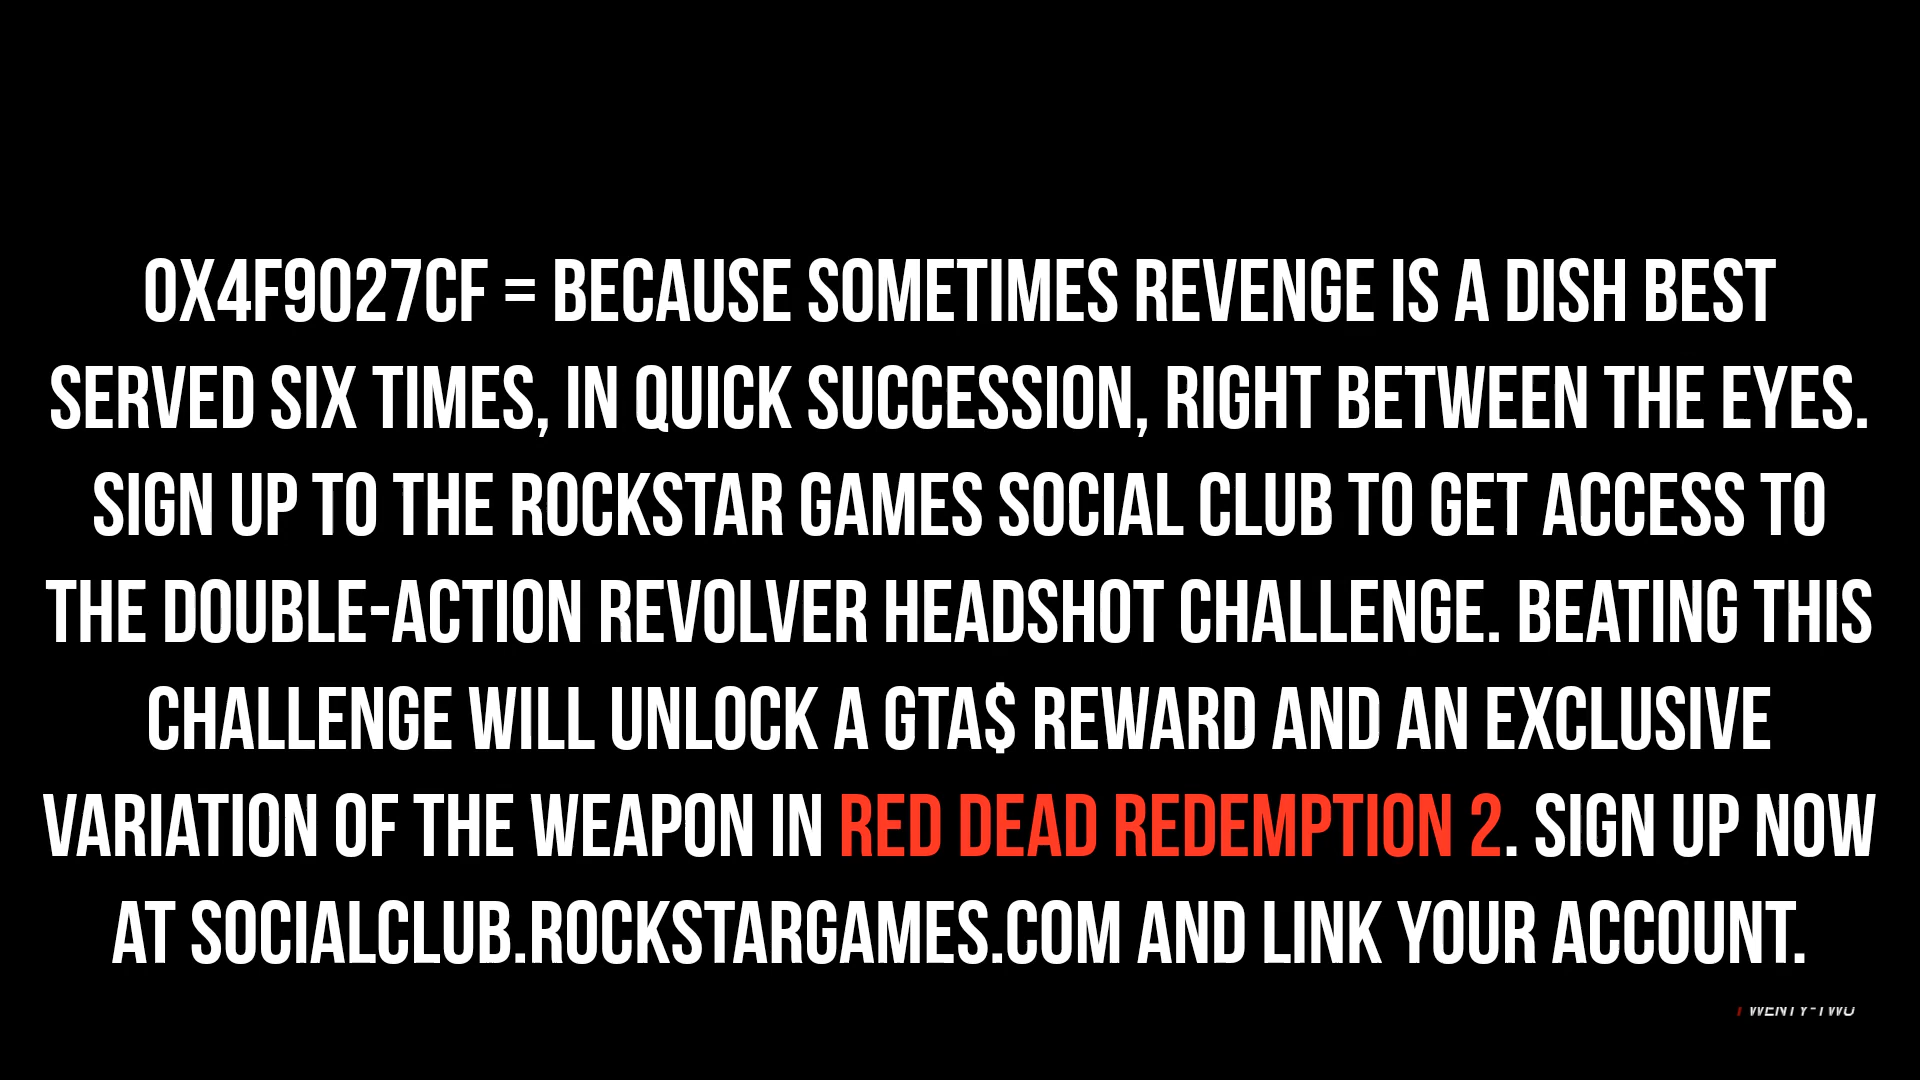 0X4F9027CF = BECAUSE SOMETIMES REVENGE IS A DISH BEST
SERVED SIX TIMES, IN QUICK SUCCESSION, RIGHT BETWEEN THE EYES.
SIGN UP TO THE ROCKSTAR GAMES SOCIAL CLUB TO GET ACCESS TO
THE DOUBLE-ACTION REVOLVER HEADSHOT CHALLENGE. BEATING THIS
CHALLENGE WILL UNLOCK A GTA$ REWARD AND AN EXCLUSIVE
VARIATION OF THE WEAPON IN RED DEAD REDEMPTION 2. SIGN UP NOW
AT SOCIALCLUB.ROCKSTARGAMES.COM AND LINK YOUR ACCOUNT.
TWENTY-TWO